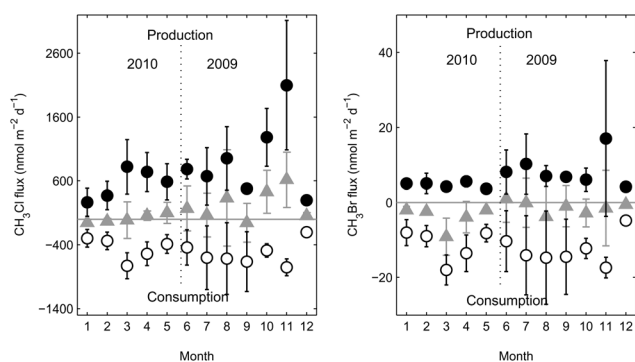 Production
2010 2009
2600
1600
600
−400
−1400
CH3Cl flux (nmol m−2 d−1)
Consumption
1 2 3 4 5 6 7 8 9 10 11 12
Month
Production
2010 2009
40
20
0
−20
CH3Br flux (nmol m−2 d−1)
Consumption
1 2 3 4 5 6 7 8 9 10 11 12
Month